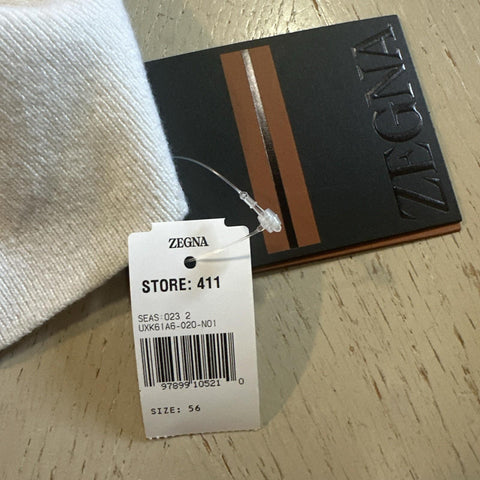 ZEGNA
ZEGNA
STORE: 411
SEAS:023 2
UXK61A6-020-N01
97899 10521 0
SIZE: 56